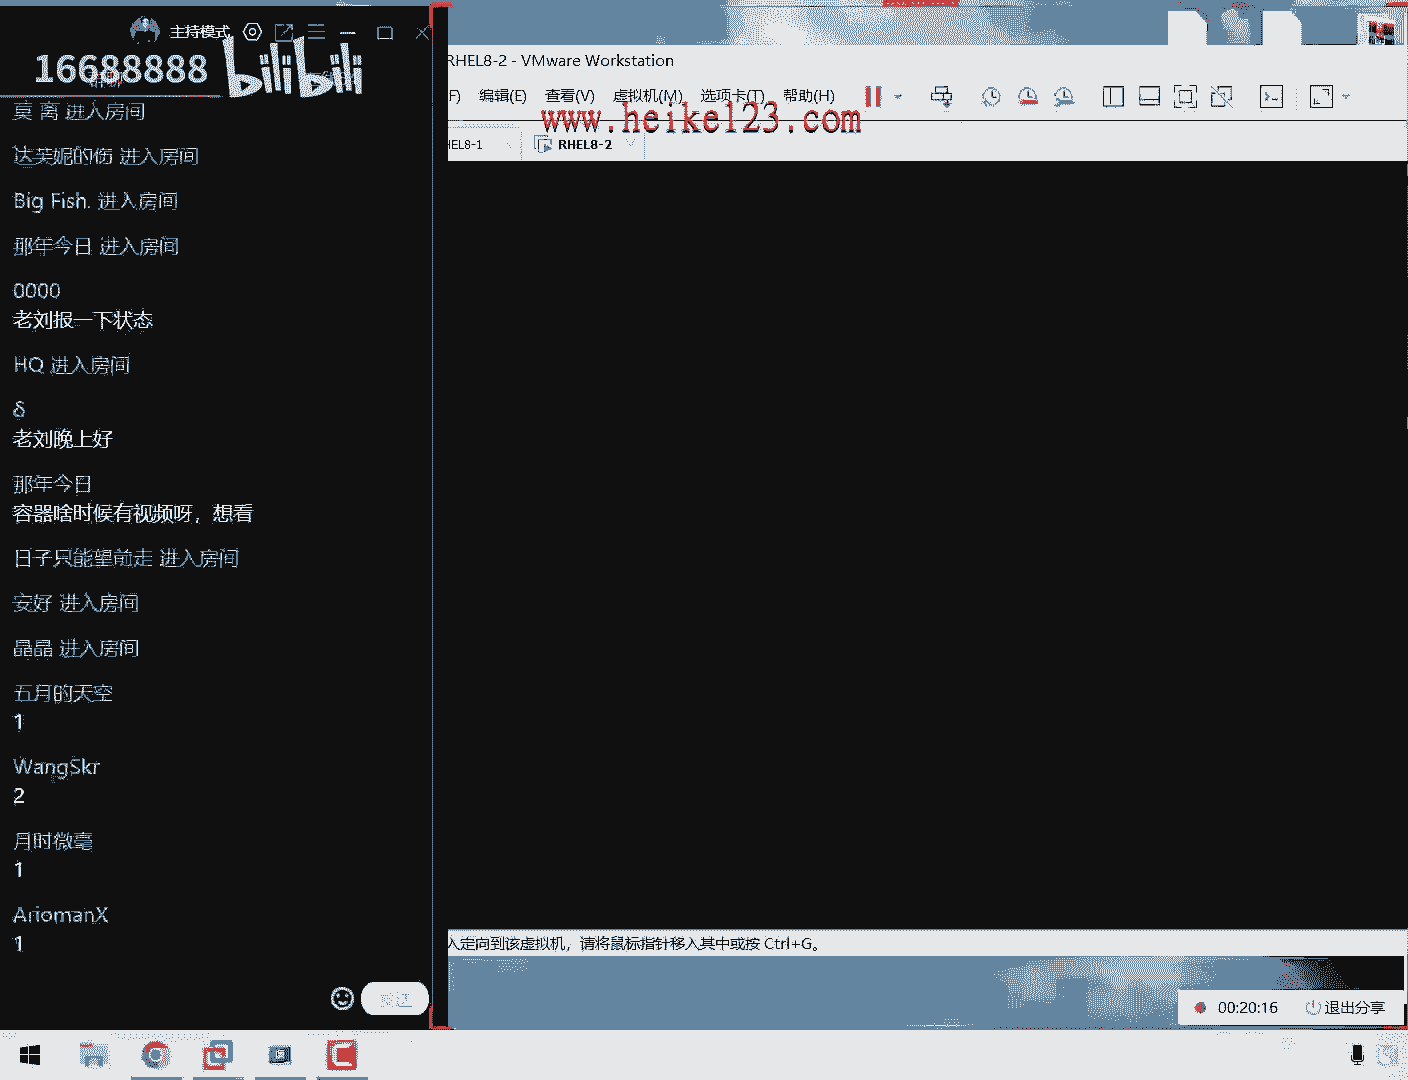 主持模式
16688888
bilibili
莫 离 进入房间
达芙妮的伤 进入房间
Big Fish. 进入房间
那年今日 进入房间
0000
老刘报一下状态
HQ 进入房间
δ
老刘晚上好
那年今日
容器啥时候有视频呀，想看
日子只能望前走 进入房间
安好 进入房间
晶晶 进入房间
五月的天空
1
WangSkr
2
月时微毫
1
AriomanX
1
RHEL8-2 - VMware Workstation
F) 编辑(E) 查看(V) 虚拟机(M) 选项卡(T) 帮助(H)
www.heike123.com
HEL8-1 RHEL8-2
入定向到该虚拟机，请将鼠标指针移入其中或按 Ctrl+G。
00:20:16 退出分享